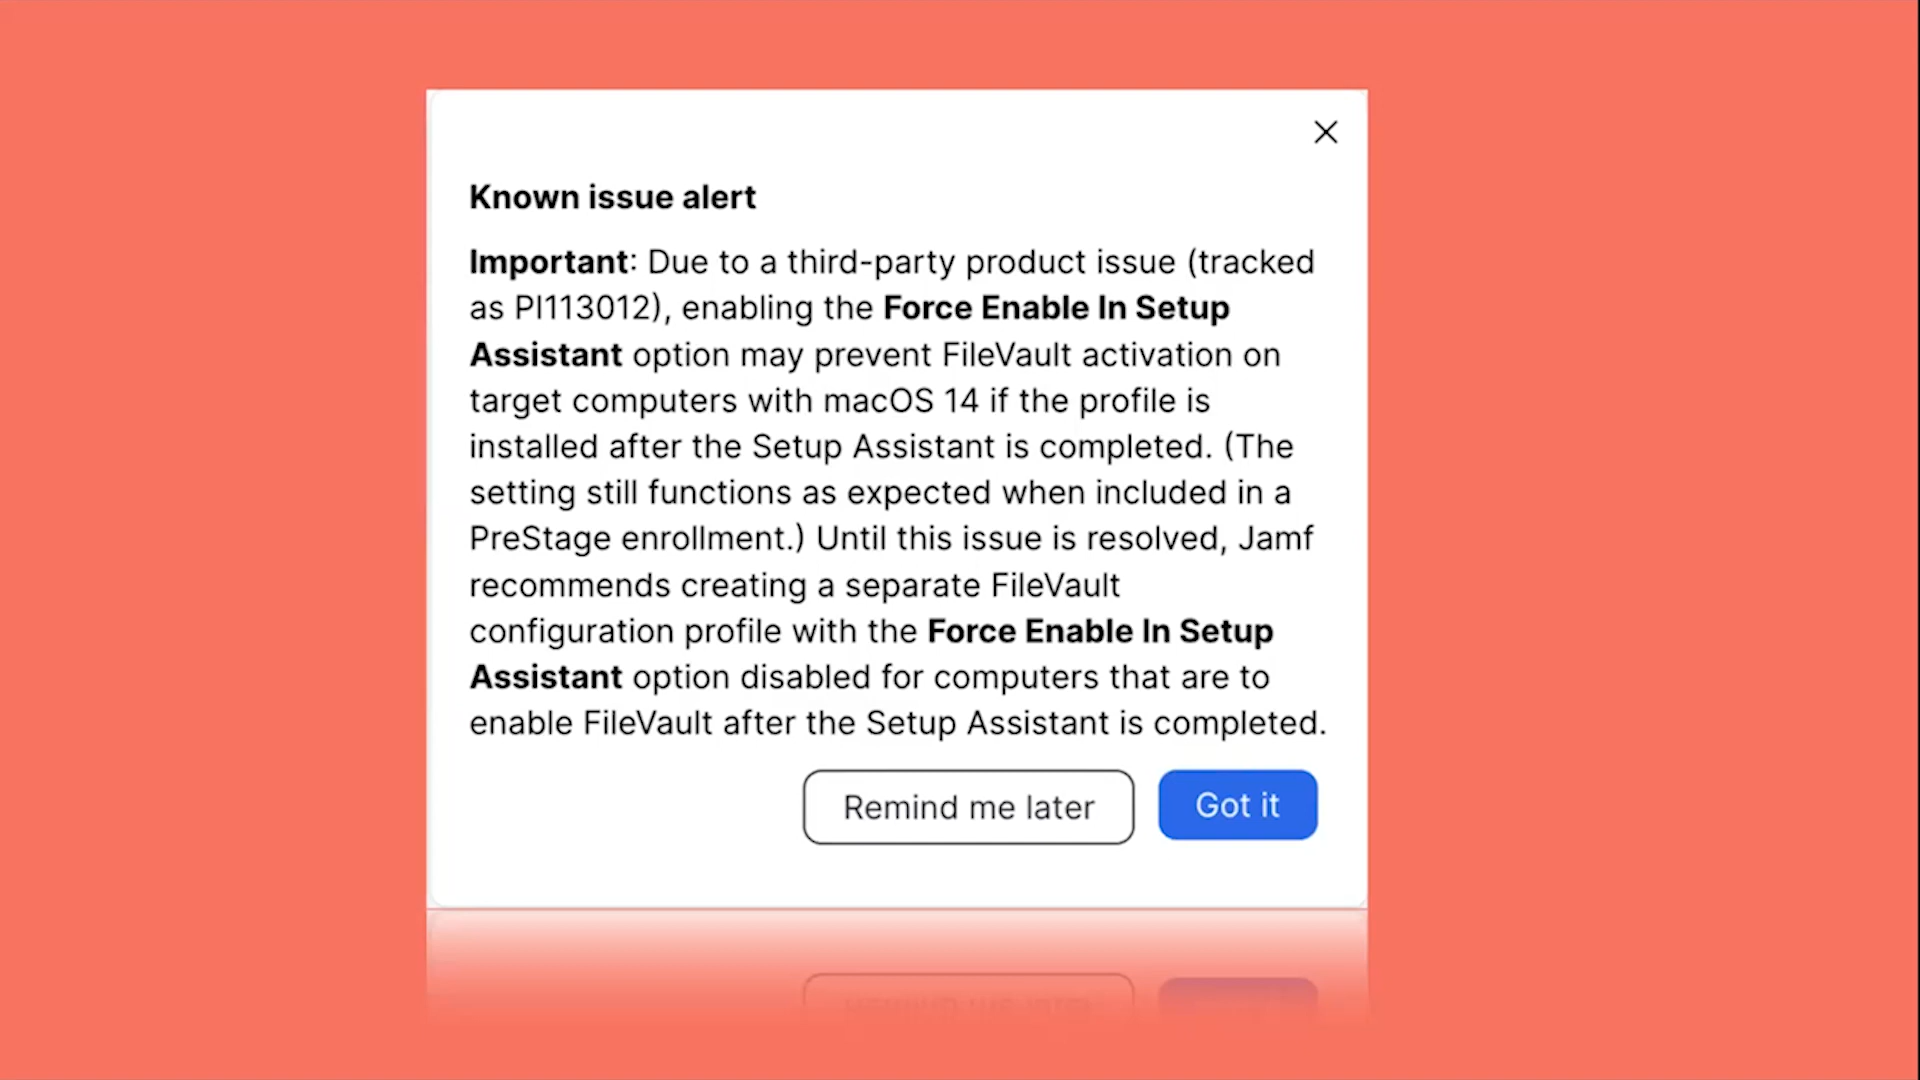 Known issue alert
Important: Due to a third-party product issue (tracked
as PI113012), enabling the Force Enable In Setup
Assistant option may prevent FileVault activation on
target computers with macOS 14 if the profile is
installed after the Setup Assistant is completed. (The
setting still functions as expected when included in a
PreStage enrollment.) Until this issue is resolved, Jamf
recommends creating a separate FileVault
configuration profile with the Force Enable In Setup
Assistant option disabled for computers that are to
enable FileVault after the Setup Assistant is completed.
Remind me later Got it